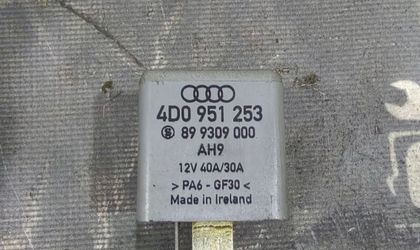 4D0 951 253
89 9309 000
AH9
12V 40A/30A
> PA6 - GF30 <
Made in Ireland